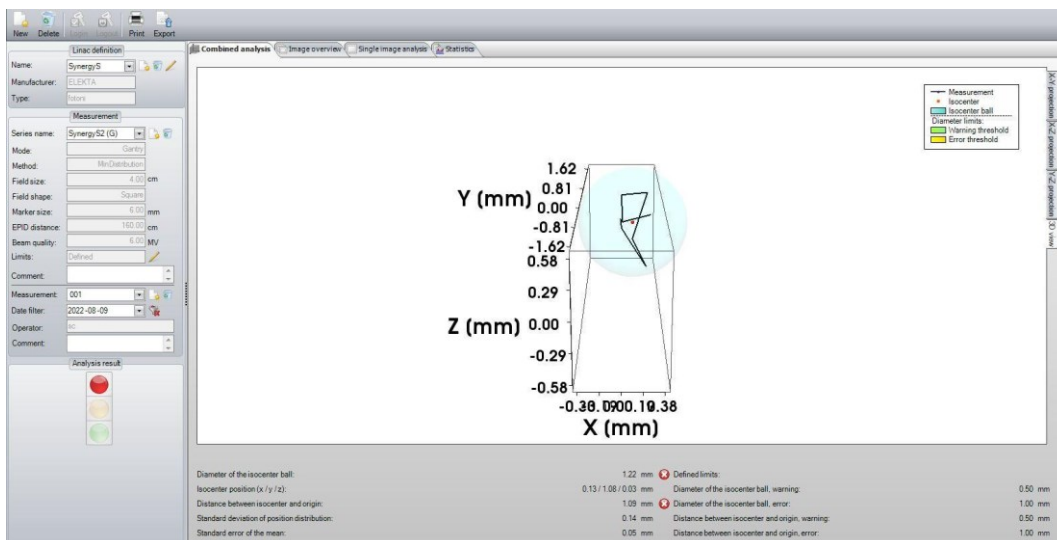 New Delete Login Logout Print Export
Linac definition
Name: SynergyS
Manufacturer: ELEKTA
Type: fotoni
Measurement
Series name: SynergyS2 (G)
Mode: Gantry
Method: MinDistribution
Field size: 4.00 cm
Field shape: Square
Marker size: 6.00 mm
EPID distance: 160.00 cm
Beam quality: 6.00 MV
Limits: Defined
Comment:
Measurement: 001
Date filter: 2022-08-09
Operator: sc
Comment:
Analysis result
Combined analysis Image overview Single image analysis Statistics
Measurement
Isocenter
Isocenter ball
Diameter limits:
Warning threshold
Error threshold
X-Y projection X-Z projection Y-Z projection 3D view
Y (mm)
1.62
0.81
0.00
-0.81
-1.62
Z (mm)
0.58
0.29
0.00
-0.29
-0.58
0.38
X (mm)
Diameter of the isocenter ball: 1.22 mm Defined limits:
Isocenter position (x / y / z): 0.13 / 1.08 / 0.03 mm Diameter of the isocenter ball, warning: 0.50 mm
Distance between isocenter and origin: 1.09 mm Diameter of the isocenter ball, error: 1.00 mm
Standard deviation of position distribution: 0.14 mm Distance between isocenter and origin, warning: 0.50 mm
Standard error of the mean: 0.05 mm Distance between isocenter and origin, error: 1.00 mm